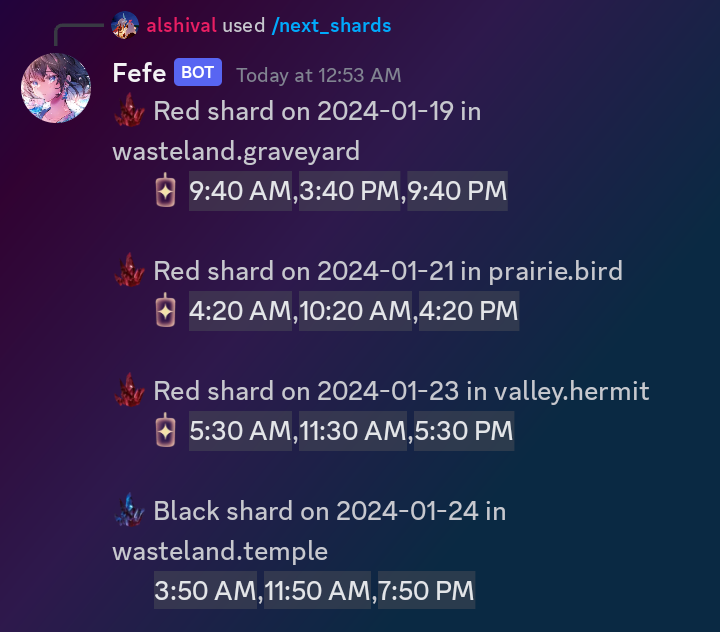 alshival used /next_shards
Fefe BOT Today at 12:53 AM
Red shard on 2024-01-19 in
wasteland.graveyard
9:40 AM,3:40 PM,9:40 PM
Red shard on 2024-01-21 in prairie.bird
4:20 AM,10:20 AM,4:20 PM
Red shard on 2024-01-23 in valley.hermit
5:30 AM,11:30 AM,5:30 PM
Black shard on 2024-01-24 in
wasteland.temple
3:50 AM,11:50 AM,7:50 PM